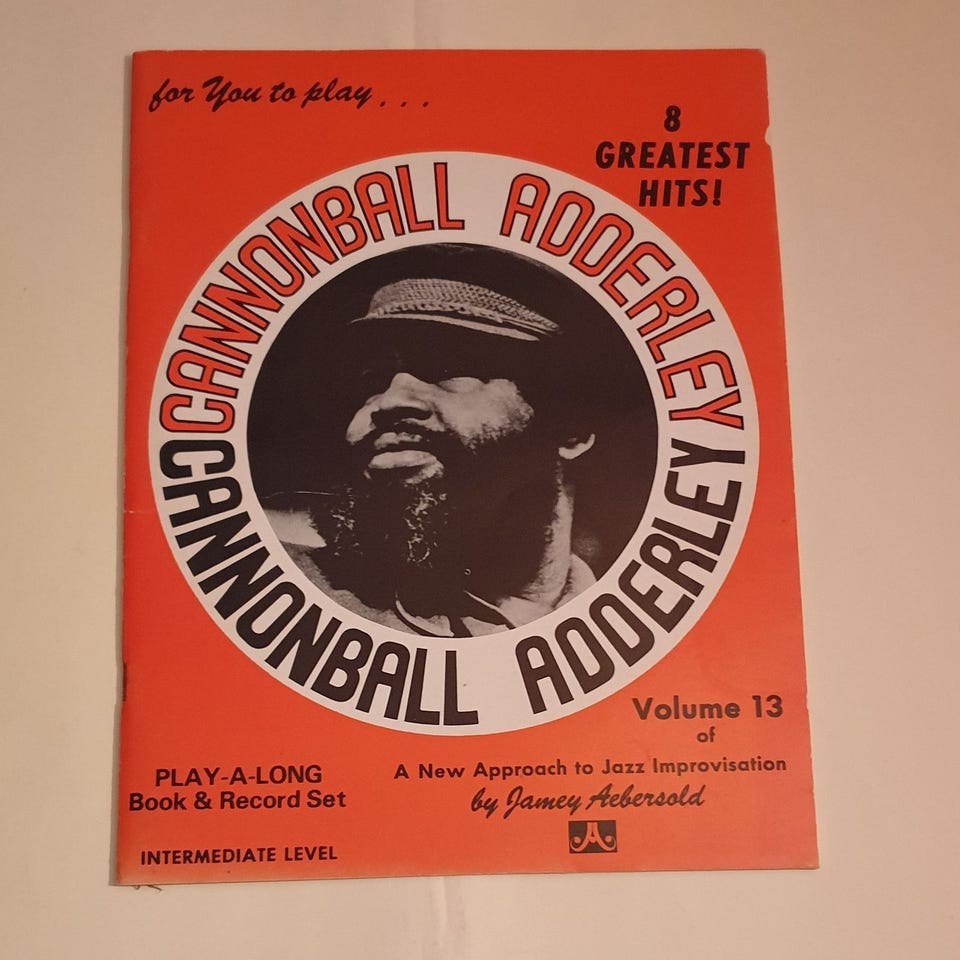 for You to play...
8
GREATEST
HITS!
CANNONBALL ADDERLEY
CANNONBALL ADDERLEY
Volume 13
of
A New Approach to Jazz Improvisation
by Jamey Aebersold
A
PLAY-A-LONG
Book & Record Set
INTERMEDIATE LEVEL